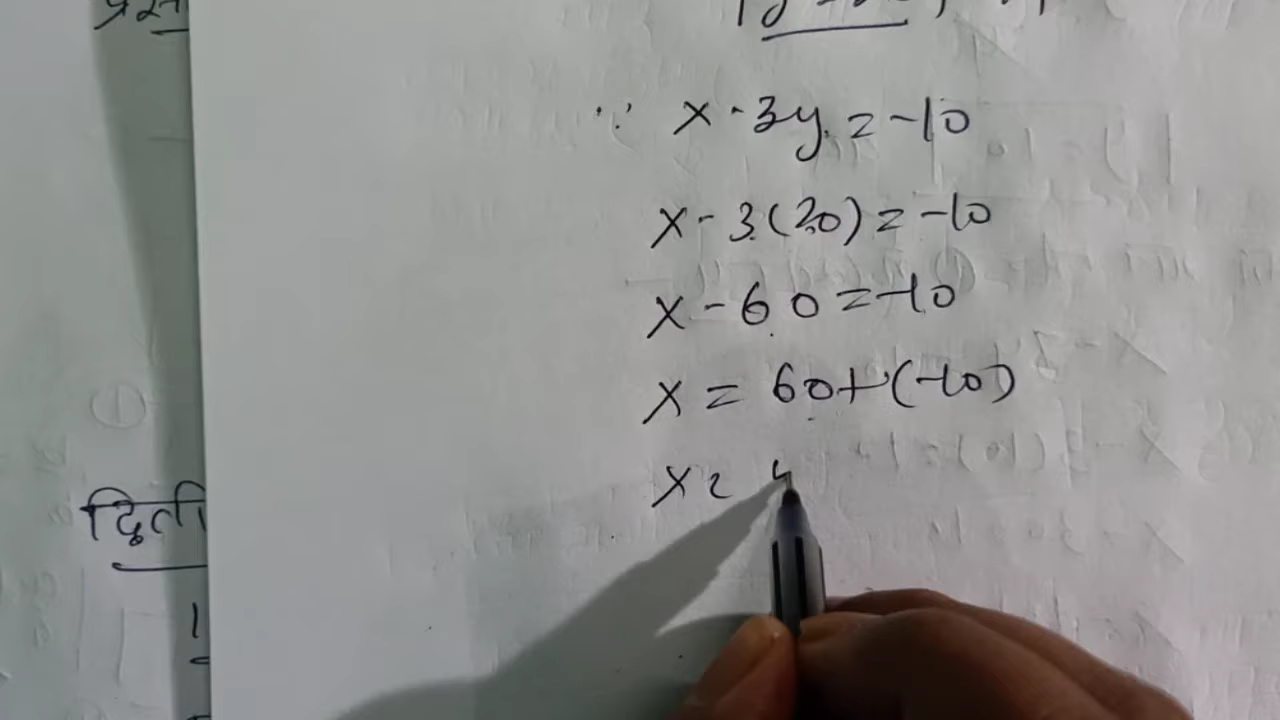 ∵ x - 3y = -10
x - 3(20) = -10
x - 60 = -10
x = 60 + (-10)
x =